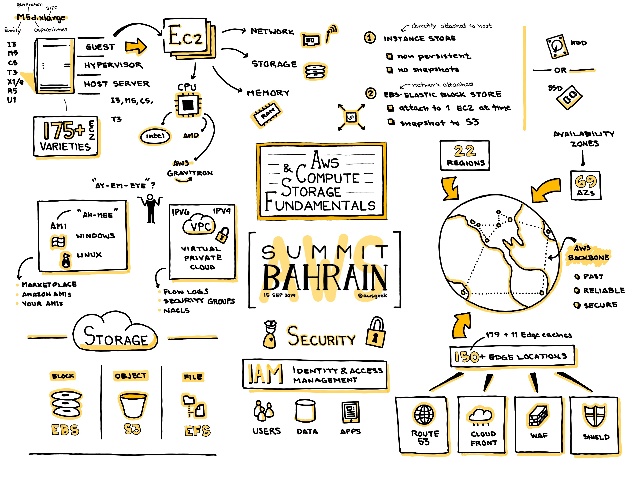 M5d.xlarge
I3
M5
C5
T3
X1/e
R5
U1
GUEST
HYPERVISOR
HOST SERVER
I3, M5, C5,
T3
175+ EC2
VARIETIES
EC2
CPU
intel
AMD
AWS
GRAVITRON
NETWORK
STORAGE
MEMORY
RAM
directly attached to host
1 INSTANCE STORE
non persistent
no snapshots
network attached
2 EBS-ELASTIC BLOCK STORE
attach to 1 EC2 at time
snapshot to S3
HDD
OR
SSD
AWS
& COMPUTE
STORAGE
FUNDAMENTALS
22
REGIONS
AVAILABILITY
ZONES
69
AZs
AWS
BACKBONE
FAST
RELIABLE
SECURE
"AY-EM-EYE"?
"AH-MEE"
AMI
WINDOWS
LINUX
MARKETPLACE
AMAZON AMIs
YOUR AMIs
IPV6 IPV4
VPC
VIRTUAL
PRIVATE
CLOUD
FLOW LOGS
SECURITY GROUPS
NACLS
AWS
SUMMIT
BAHRAIN
15 SEP 2019 @awsgeek
STORAGE
BLOCK
EBS
OBJECT
S3
FILE
EFS
SECURITY
IAM IDENTITY & ACCESS
MANAGEMENT
USERS
DATA
APPS
179 + 11 Edge caches
150+ EDGE LOCATIONS
ROUTE
53
CLOUD
FRONT
WAF
SHIELD